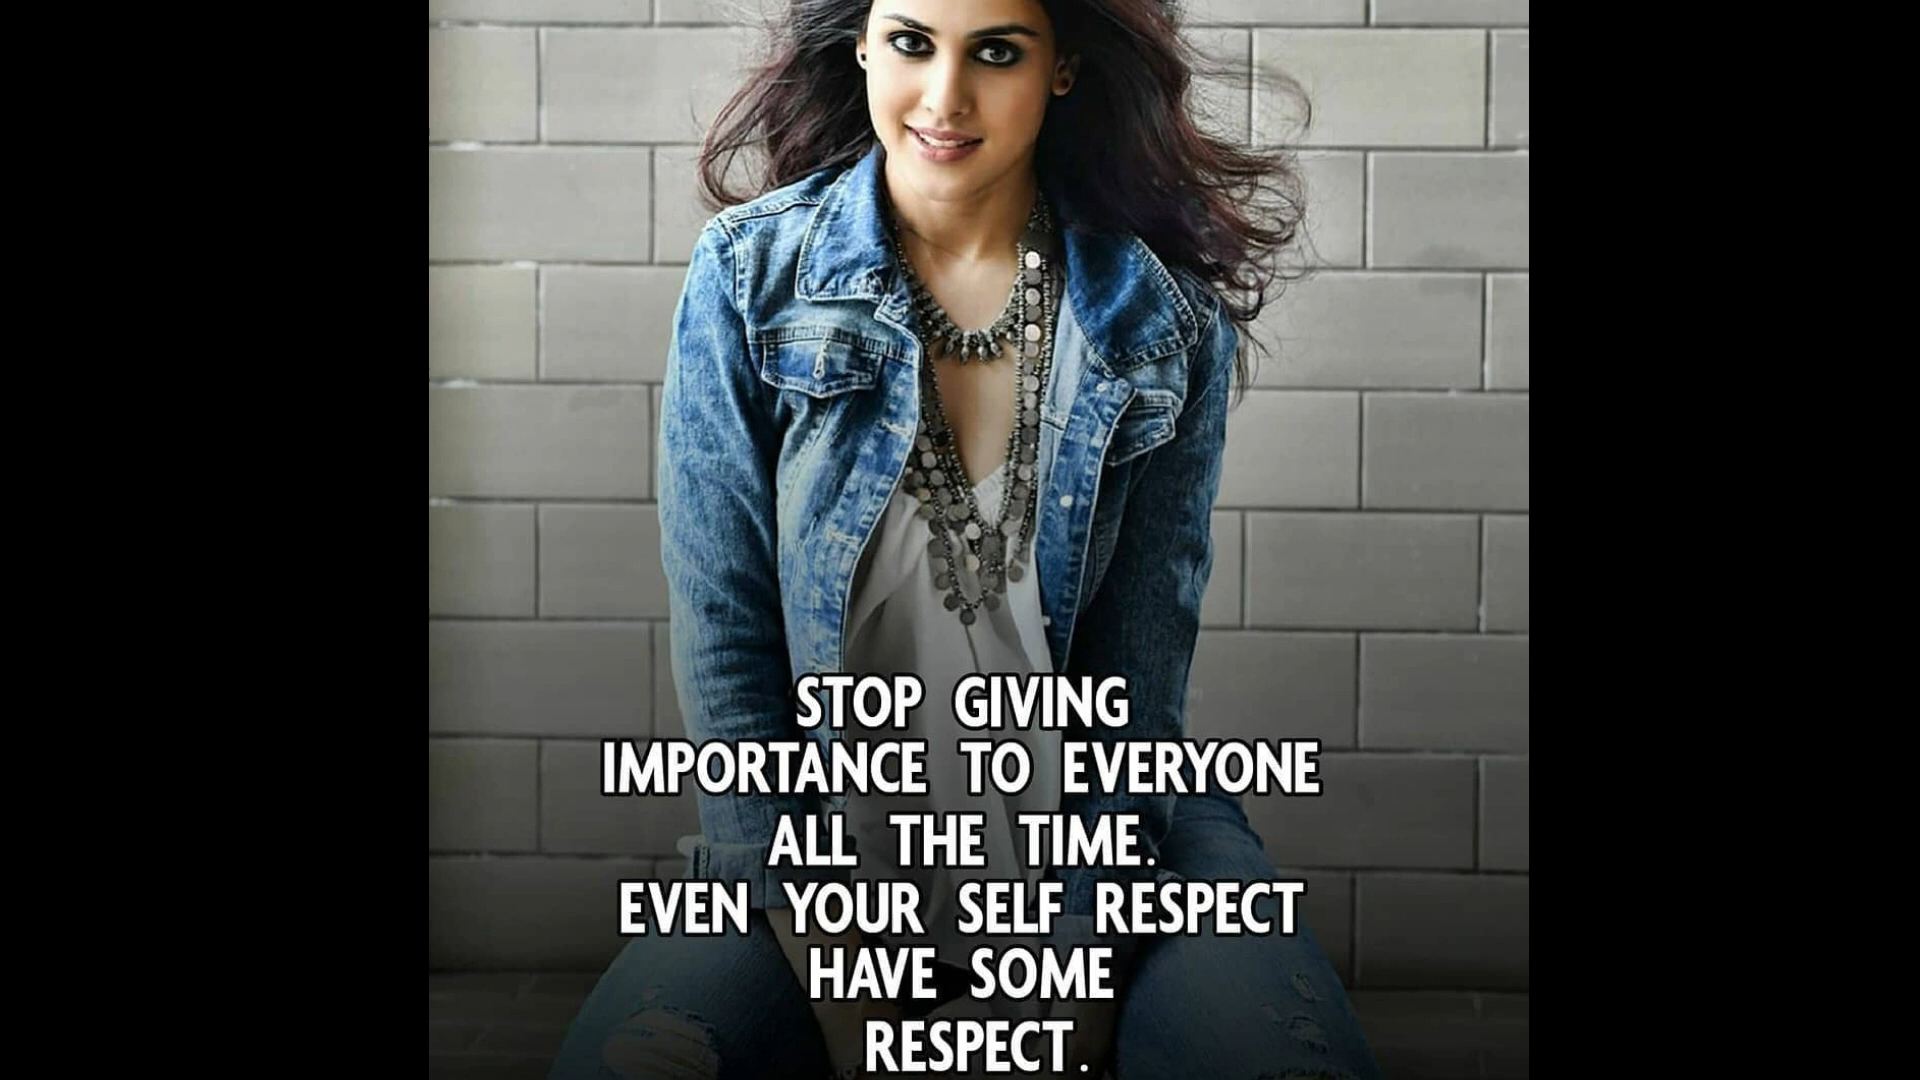 STOP GIVING
IMPORTANCE TO EVERYONE
ALL THE TIME.
EVEN YOUR SELF RESPECT
HAVE SOME
RESPECT.